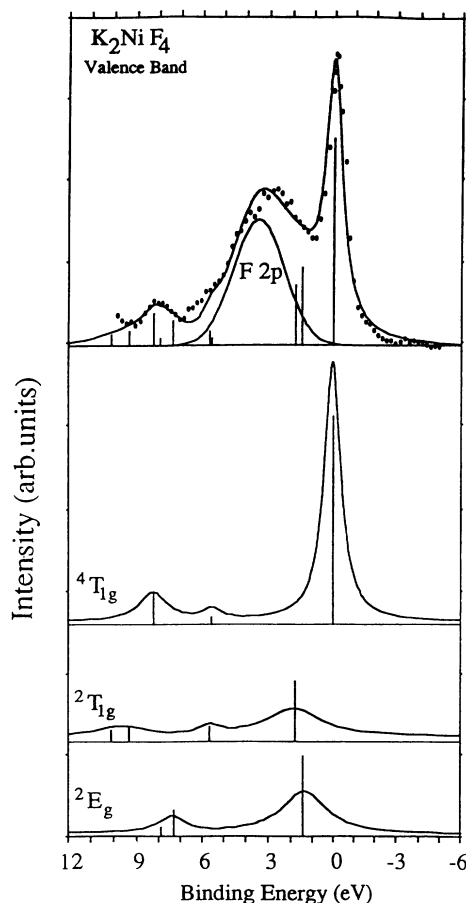 K2Ni F4
Valence Band
F 2p
Intensity (arb.units)
4T1g
2T1g
2Eg
12 9 6 3 0 -3 -6
Binding Energy (eV)